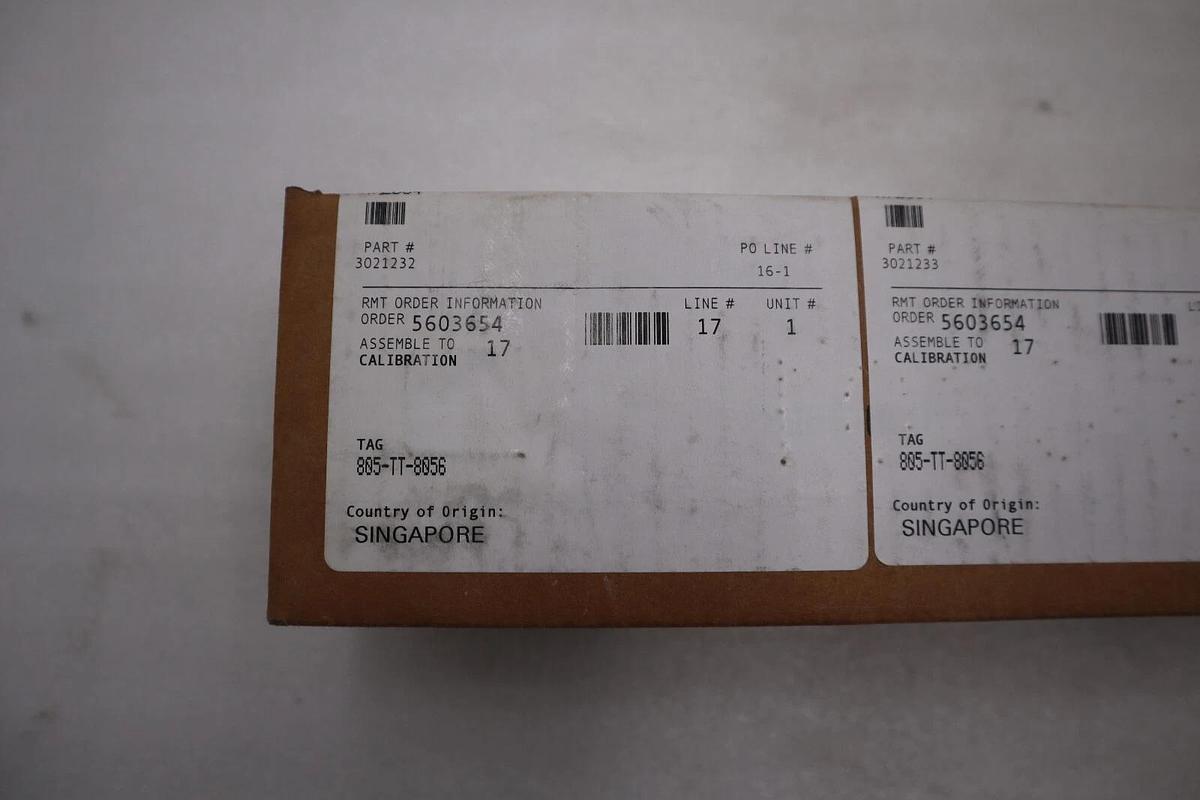 PART #
3021232
PO LINE #
16-1
RMT ORDER INFORMATION
ORDER 5603654
LINE #
17
UNIT #
1
ASSEMBLE TO 17
CALIBRATION
TAG
805-TT-8056
Country of Origin:
SINGAPORE
PART #
3021233
RMT ORDER INFORMATION
ORDER 5603654
ASSEMBLE TO 17
CALIBRATION
TAG
805-TT-8056
Country of Origin:
SINGAPORE